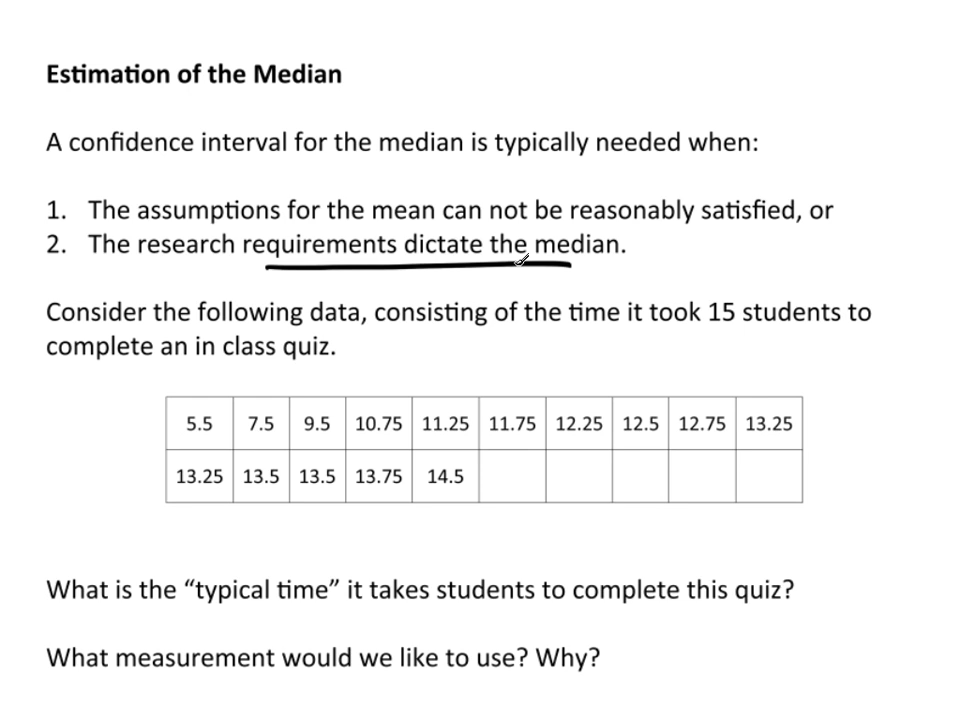 Estimation of the Median
A confidence interval for the median is typically needed when:
1. The assumptions for the mean can not be reasonably satisfied, or
2. The research requirements dictate the median.
Consider the following data, consisting of the time it took 15 students to
complete an in class quiz.
5.5 7.5 9.5 10.75 11.25 11.75 12.25 12.5 12.75 13.25
13.25 13.5 13.5 13.75 14.5
What is the “typical time” it takes students to complete this quiz?
What measurement would we like to use? Why?